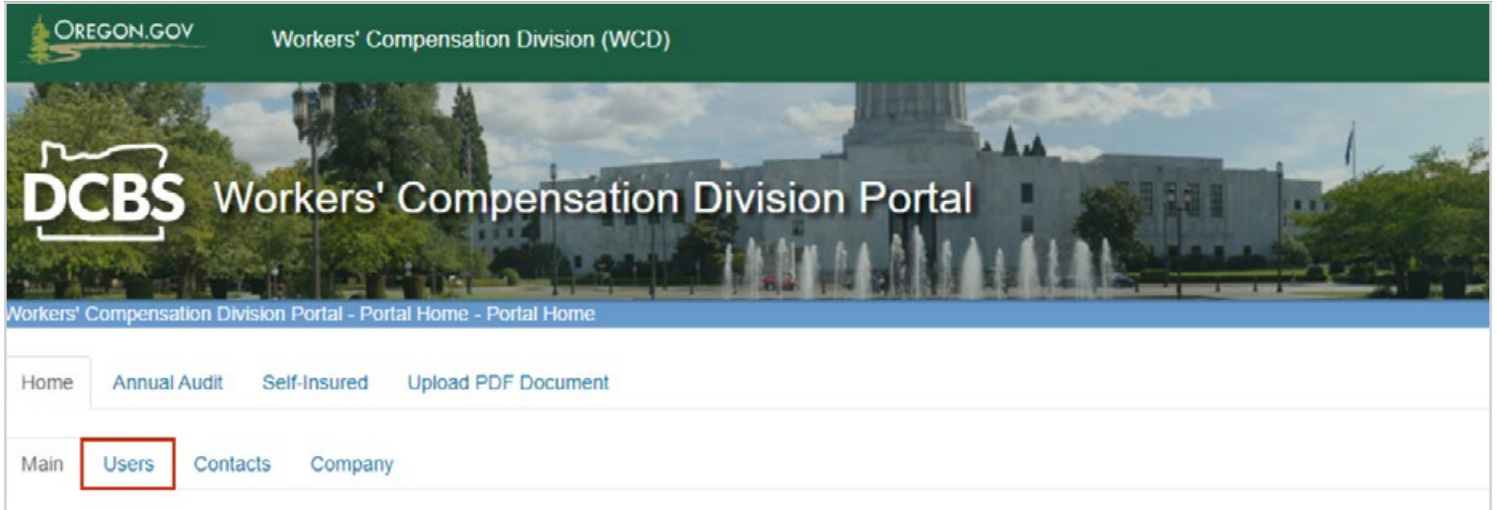 OREGON.GOV Workers' Compensation Division (WCD)
DCBS Workers' Compensation Division Portal
Workers' Compensation Division Portal - Portal Home - Portal Home
Home Annual Audit Self-Insured Upload PDF Document
Main Users Contacts Company